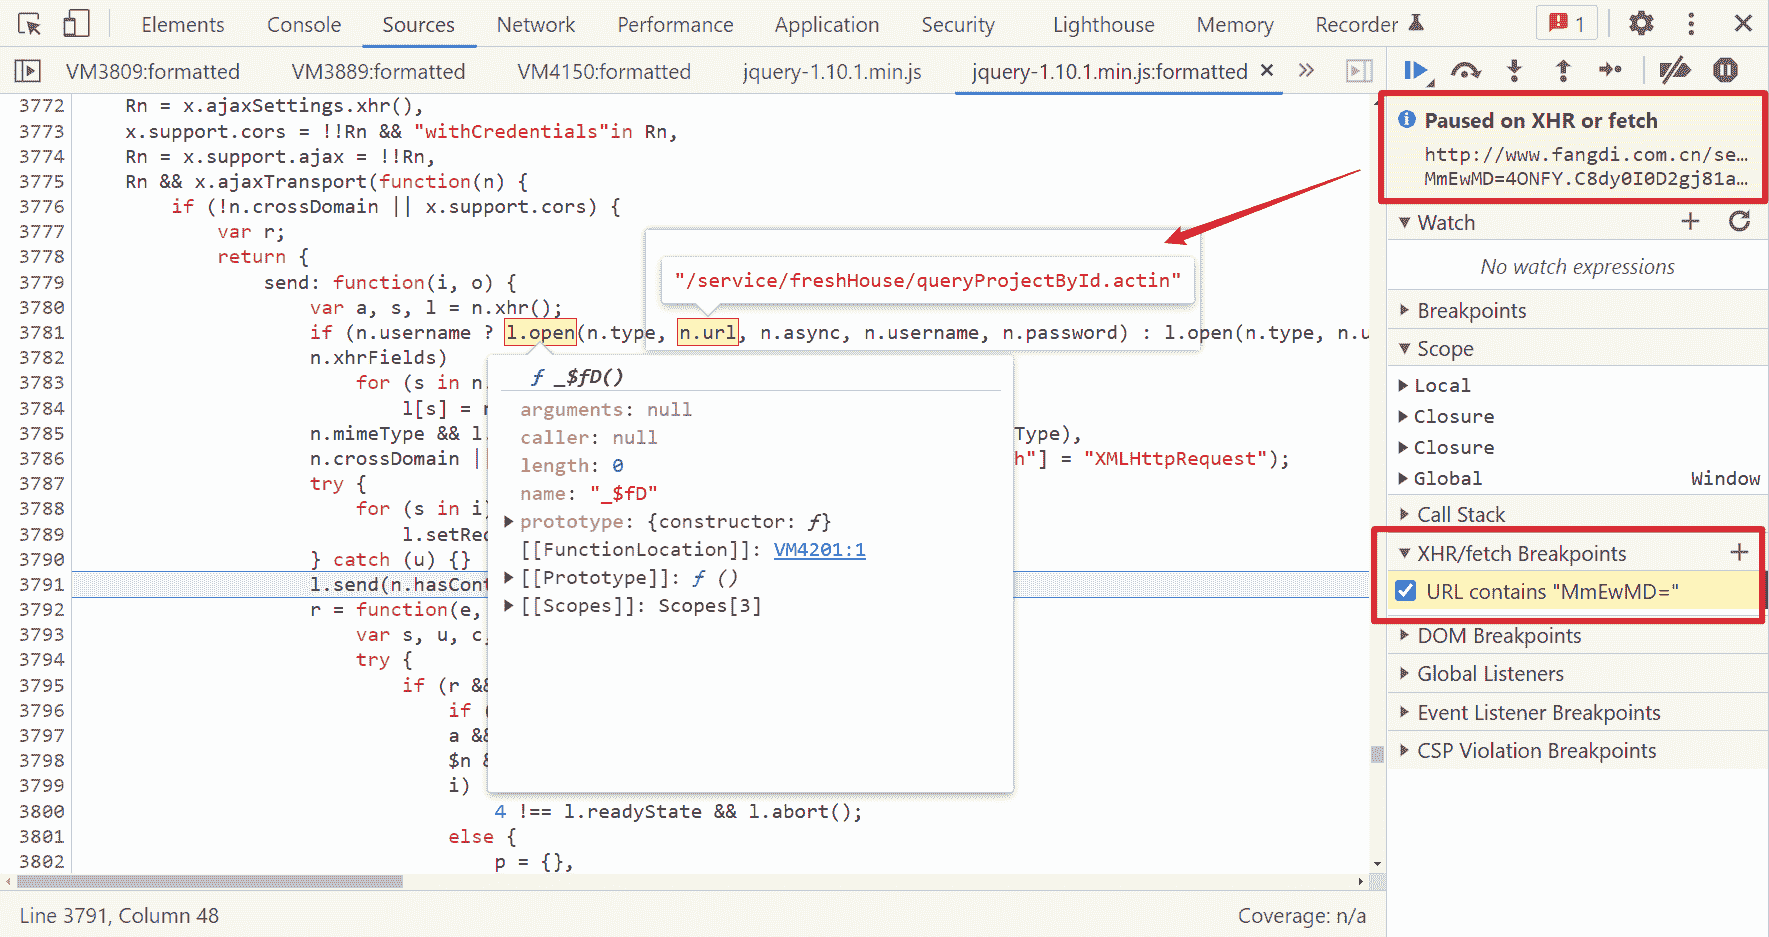 Elements Console Sources Network Performance Application Security Lighthouse Memory Recorder 1
VM3809:formatted VM3889:formatted VM4150:formatted jquery-1.10.1.min.js jquery-1.10.1.min.js:formatted × »
3772 Rn = x.ajaxSettings.xhr(),
3773 x.support.cors = !!Rn && "withCredentials"in Rn,
3774 Rn = x.support.ajax = !!Rn,
3775 Rn && x.ajaxTransport(function(n) {
3776 if (!n.crossDomain || x.support.cors) {
3777 var r;
3778 return {
3779 send: function(i, o) {
3780 var a, s, l = n.xhr();
3781 if (n.username ? l.open(n.type, n.url, n.async, n.username, n.password) : l.open(n.type, n.u
3782 n.xhrFields)
3783 for (s in n.
3784 l[s] = n
3785 n.mimeType && l. Type),
3786 n.crossDomain | h"] = "XMLHttpRequest");
3787 try {
3788 for (s in i)
3789 l.setRec
3790 } catch (u) {}
3791 l.send(n.hasCont
3792 r = function(e,
3793 var s, u, c,
3794 try {
3795 if (r &&
3796 if (
3797 a &&
3798 $n &
3799 i)
3800 4 !== l.readyState && l.abort();
3801 else {
3802 p = {},
"/service/freshHouse/queryProjectById.actin"
ƒ _$fD()
arguments: null
caller: null
length: 0
name: "_$fD"
prototype: {constructor: ƒ}
[[FunctionLocation]]: VM4201:1
[[Prototype]]: ƒ ()
[[Scopes]]: Scopes[3]
Line 3791, Column 48
Coverage: n/a
Paused on XHR or fetch
http://www.fangdi.com.cn/se…
MmEwMD=4ONFY.C8dy0I0D2gj81a…
Watch
No watch expressions
Breakpoints
Scope
Local
Closure
Closure
Global Window
Call Stack
XHR/fetch Breakpoints
URL contains "MmEwMD="
DOM Breakpoints
Global Listeners
Event Listener Breakpoints
CSP Violation Breakpoints